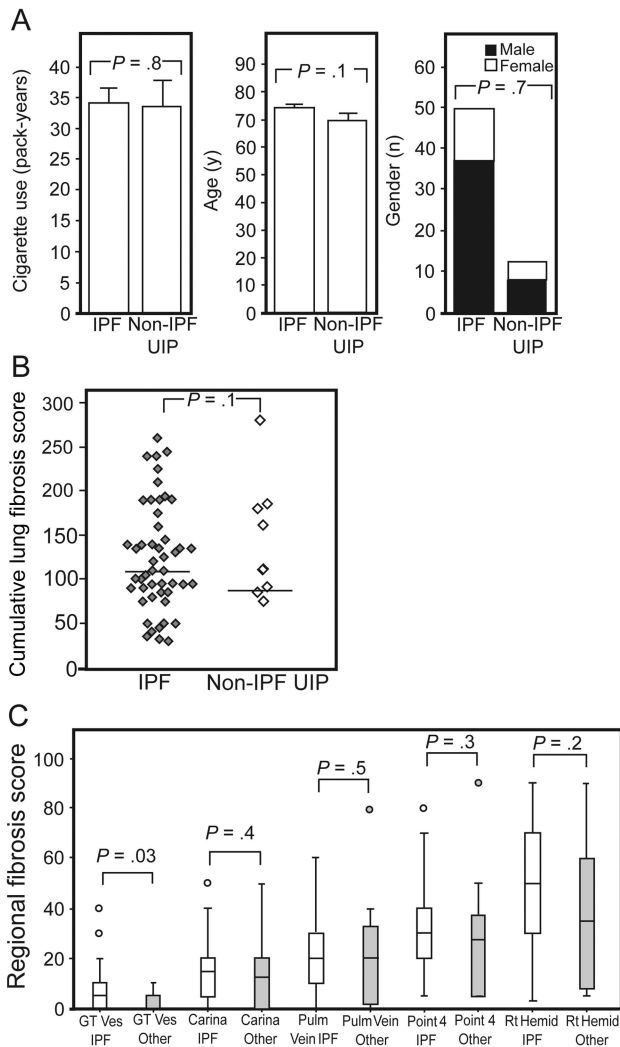 A
Cigarette use (pack-years)
40
35
30
25
20
15
10
5
0
P = .8
IPF Non-IPF UIP
Age (y)
90
80
70
60
50
40
30
20
10
0
P = .1
IPF Non-IPF UIP
Gender (n)
60
50
40
30
20
10
0
Male
Female
P = .7
IPF Non-IPF UIP
B
Cumulative lung fibrosis score
300
250
200
150
100
50
0
P = .1
IPF Non-IPF UIP
C
Regional fibrosis score
100
80
60
40
20
0
P = .03
P = .4
P = .5
P = .3
P = .2
GT Ves IPF
GT Ves Other
Carina IPF
Carina Other
Pulm Vein IPF
Pulm Vein Other
Point 4 IPF
Point 4 Other
Rt Hemid IPF
Rt Hemid Other